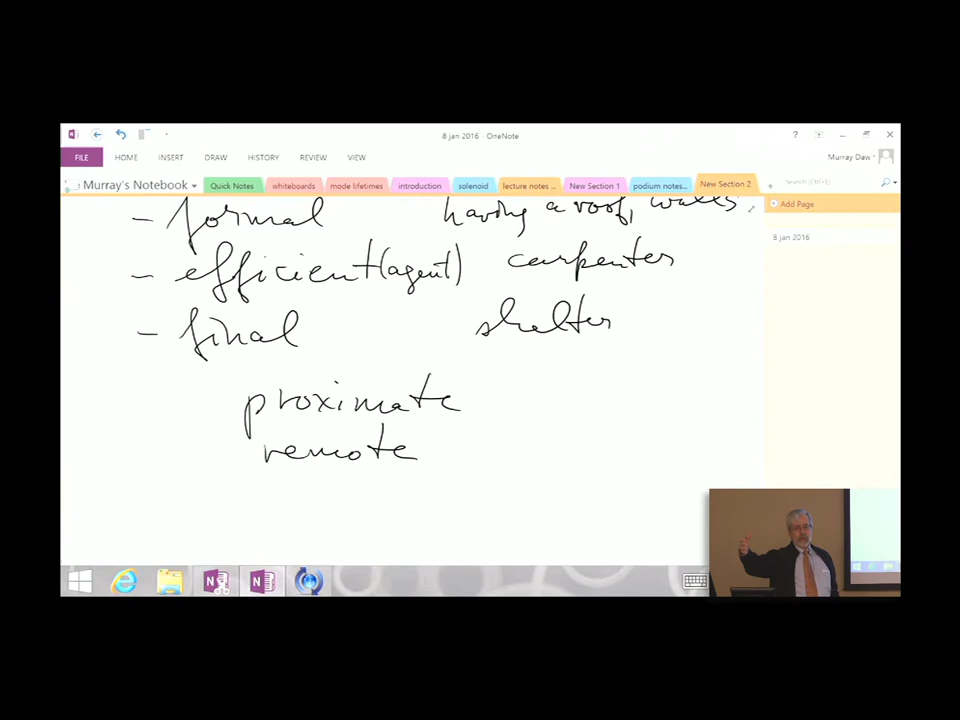 8 jan 2016 - OneNote
?
FILE HOME INSERT DRAW HISTORY REVIEW VIEW
Murray Daw
Murray's Notebook Quick Notes whiteboards mode lifetimes introduction solenoid lecture notes ... New Section 1 podium notes... New Section 2 +
Search (Ctrl+E)
Add Page
8 jan 2016
- formal having a roof, walls
- efficient (agent) carpenter
- final shelter
proximate
remote